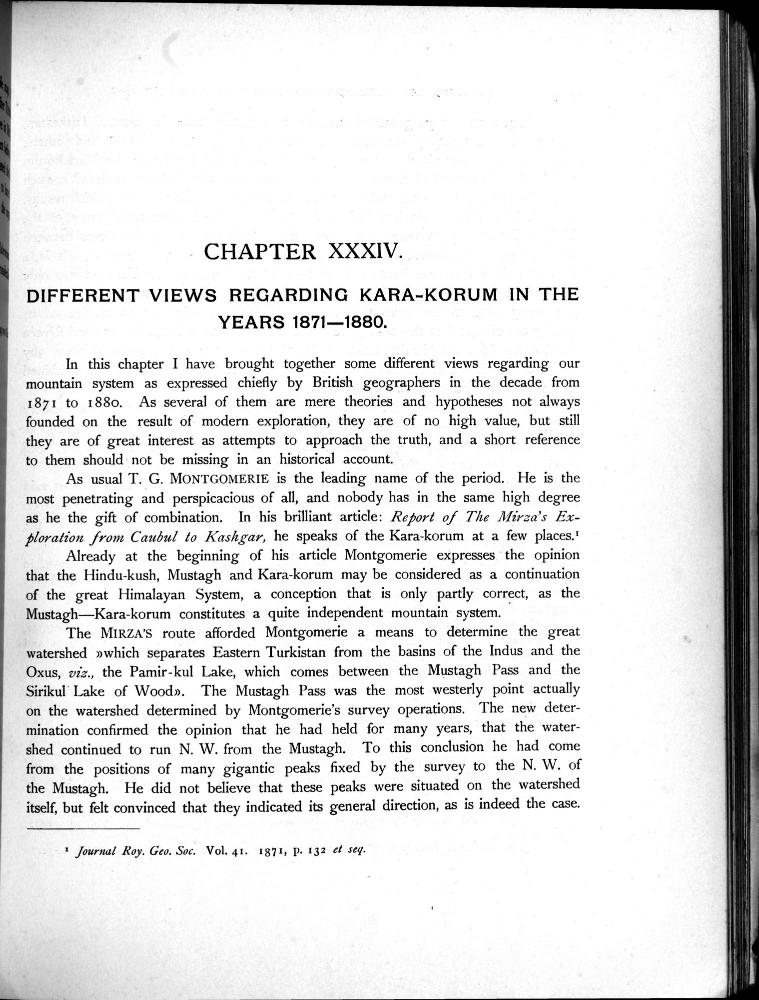 CHAPTER XXXIV.
DIFFERENT VIEWS REGARDING KARA-KORUM IN THE
YEARS 1871—1880.
In this chapter I have brought together some different views regarding our
mountain system as expressed chiefly by British geographers in the decade from
1871 to 1880. As several of them are mere theories and hypotheses not always
founded on the result of modern exploration, they are of no high value, but still
they are of great interest as attempts to approach the truth, and a short reference
to them should not be missing in an historical account.
As usual T. G. MONTGOMERIE is the leading name of the period. He is the
most penetrating and perspicacious of all, and nobody has in the same high degree
as he the gift of combination. In his brilliant article: Report of The Mirza's Ex-
ploration from Caubul to Kashgar, he speaks of the Kara-korum at a few places.¹
Already at the beginning of his article Montgomerie expresses the opinion
that the Hindu-kush, Mustagh and Kara-korum may be considered as a continuation
of the great Himalayan System, a conception that is only partly correct, as the
Mustagh—Kara-korum constitutes a quite independent mountain system.
The MIRZA'S route afforded Montgomerie a means to determine the great
watershed »which separates Eastern Turkistan from the basins of the Indus and the
Oxus, viz., the Pamir-kul Lake, which comes between the Mustagh Pass and the
Sirikul Lake of Wood». The Mustagh Pass was the most westerly point actually
on the watershed determined by Montgomerie's survey operations. The new deter-
mination confirmed the opinion that he had held for many years, that the water-
shed continued to run N. W. from the Mustagh. To this conclusion he had come
from the positions of many gigantic peaks fixed by the survey to the N. W. of
the Mustagh. He did not believe that these peaks were situated on the watershed
itself, but felt convinced that they indicated its general direction, as is indeed the case.
¹ Journal Roy. Geo. Soc. Vol. 41. 1871, p. 132 et seq.